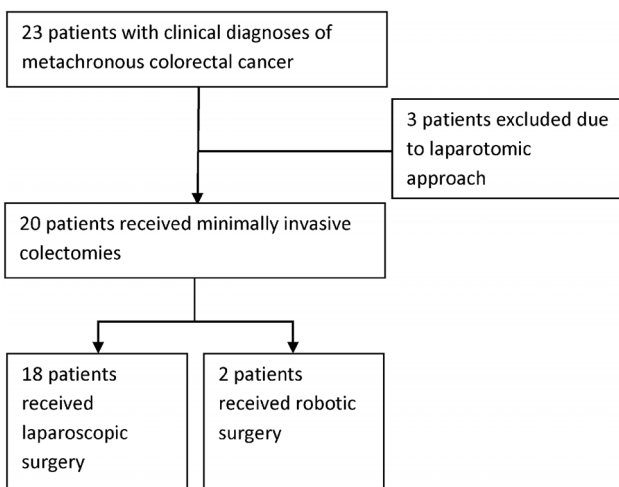 23 patients with clinical diagnoses of
metachronous colorectal cancer
3 patients excluded due
to laparotomic
approach
20 patients received minimally invasive
colectomies
18 patients
received
laparoscopic
surgery
2 patients
received robotic
surgery